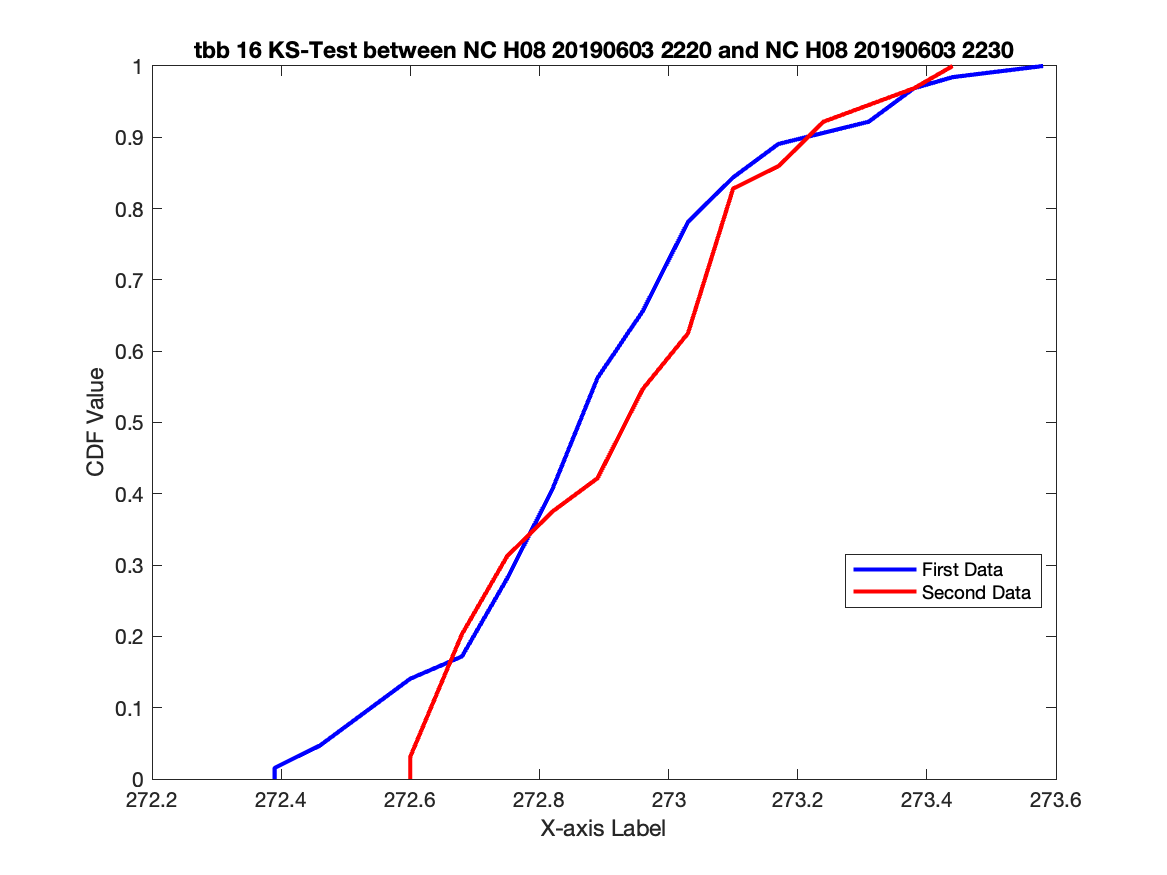 tbb 16 KS-Test between NC H08 20190603 2220 and NC H08 20190603 2230
1
0.9
0.8
0.7
0.6
0.5
0.4
0.3
0.2
0.1
0
CDF Value
First Data
Second Data
272.2 272.4 272.6 272.8 273 273.2 273.4 273.6
X-axis Label